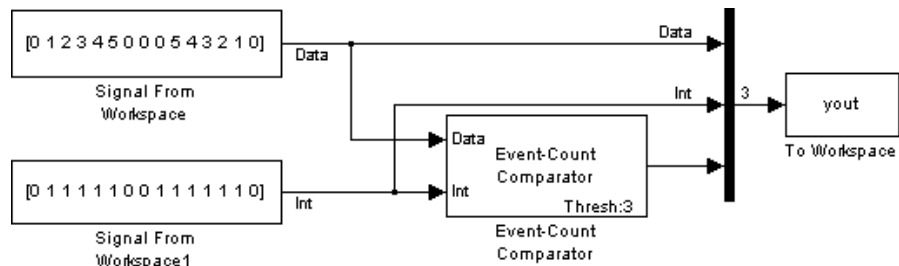 [0 1 2 3 4 5 0 0 0 5 4 3 2 1 0]
Data
Signal From
Workspace
Data
Int
3
yout
To Workspace
Data
Int
Event-Count
Comparator
Thresh:3
Event-Count
Comparator
[0 1 1 1 1 1 0 0 1 1 1 1 1 1 0]
Int
Signal From
Workspace1